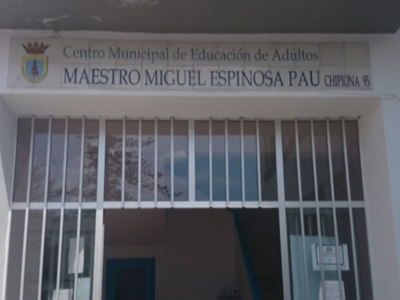 Centro Municipal de Educación de Adultos
MAESTRO MIGUEL ESPINOSA PAU CHIPIONA 95